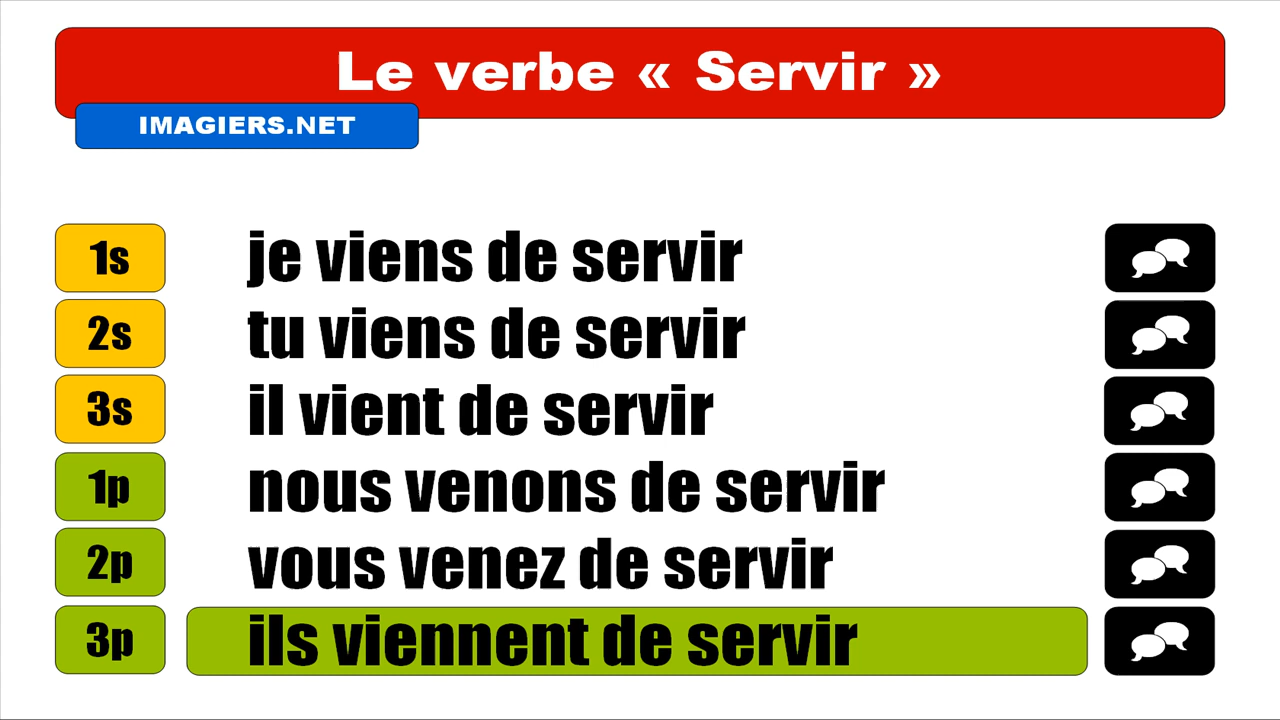 Le verbe « Servir »
IMAGIERS.NET
1s je viens de servir
2s tu viens de servir
3s il vient de servir
1p nous venons de servir
2p vous venez de servir
3p ils viennent de servir